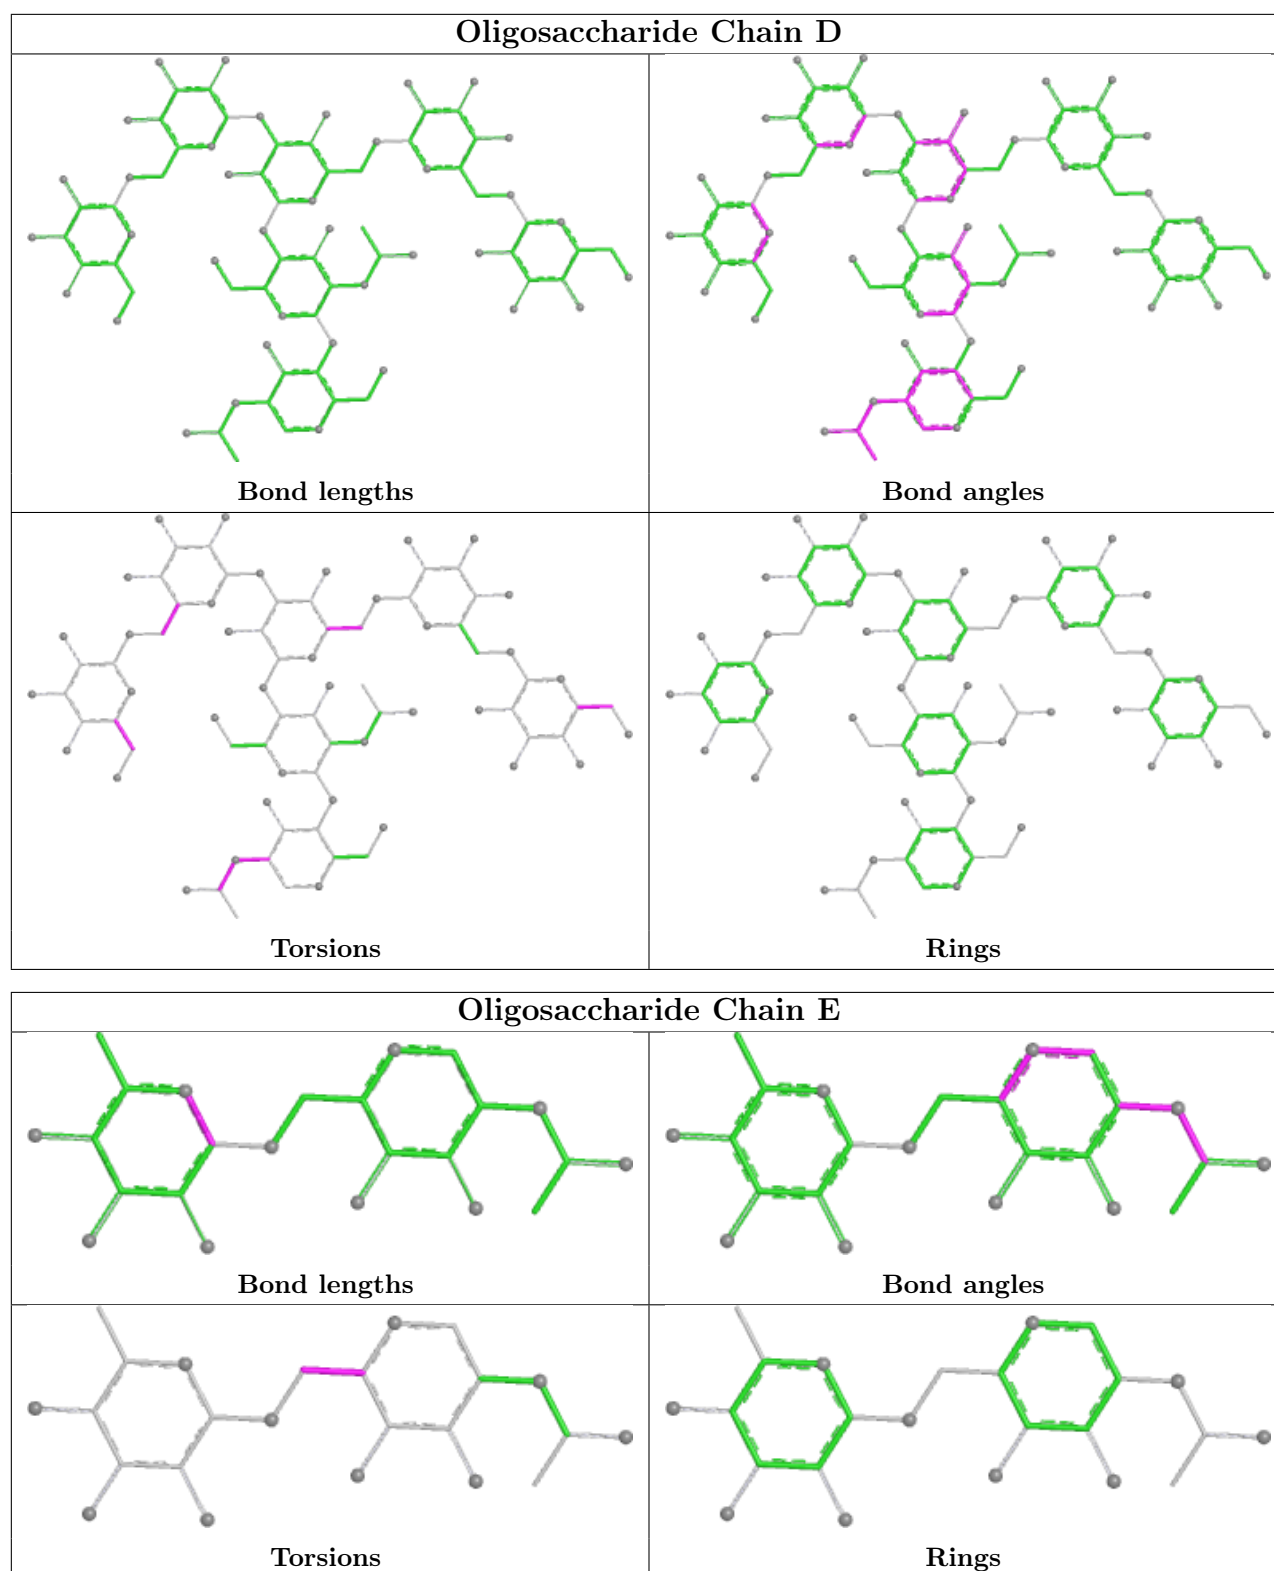 Oligosaccharide Chain D
Bond lengths
Bond angles
Torsions
Rings
Oligosaccharide Chain E
Bond lengths
Bond angles
Torsions
Rings